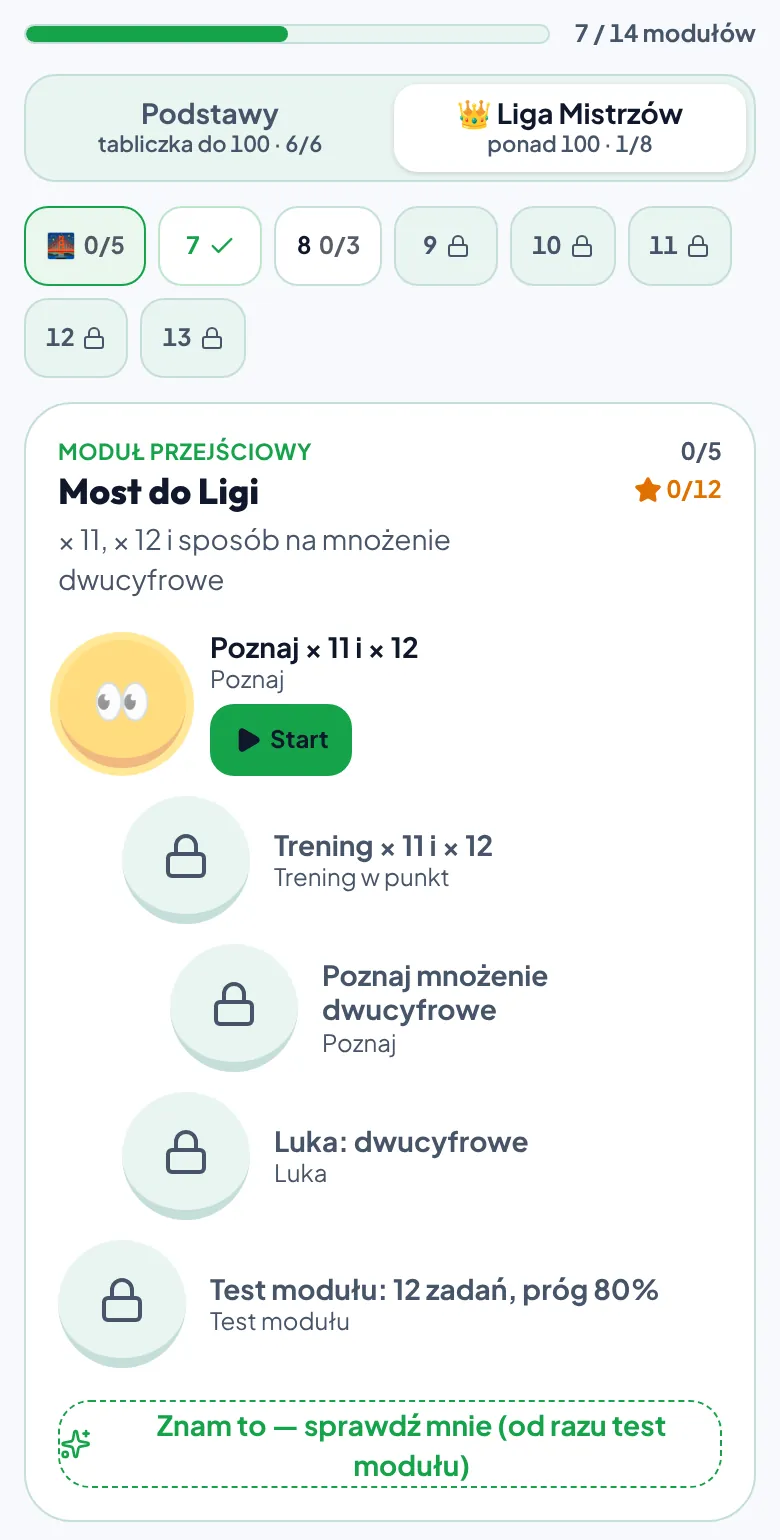 7 / 14 modułów
Podstawy
tabliczka do 100 · 6/6
👑 Liga Mistrzów
ponad 100 · 1/8
0/5
7
8 0/3
9
10
11
12
13
MODUŁ PRZEJŚCIOWY
0/5
Most do Ligi
0/12
× 11, × 12 i sposób na mnożenie
dwucyfrowe
Poznaj × 11 i × 12
Poznaj
Start
Trening × 11 i × 12
Trening w punkt
Poznaj mnożenie
dwucyfrowe
Poznaj
Luka: dwucyfrowe
Luka
Test modułu: 12 zadań, próg 80%
Test modułu
Znam to — sprawdź mnie (od razu test
modułu)